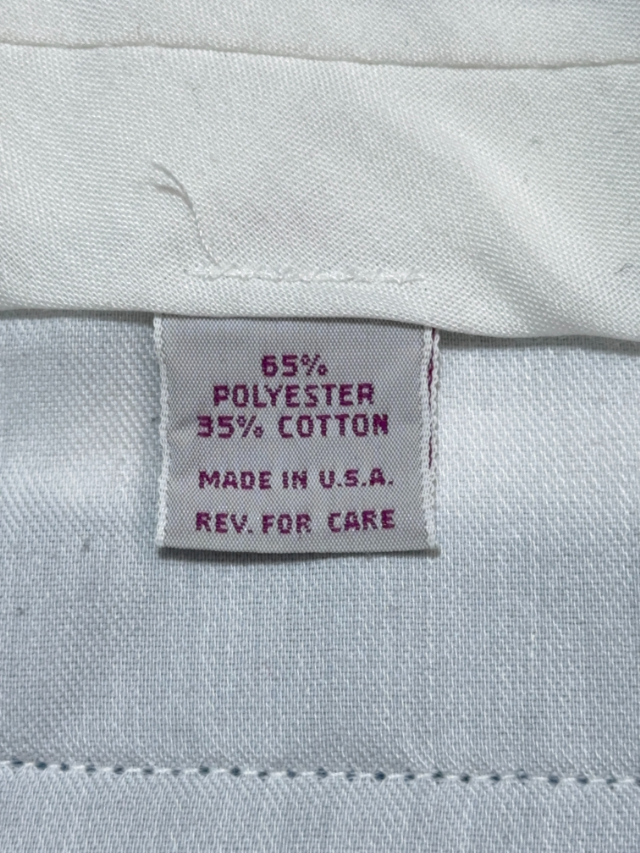 65%
POLYESTER
35% COTTON
MADE IN U.S.A.
REV. FOR CARE